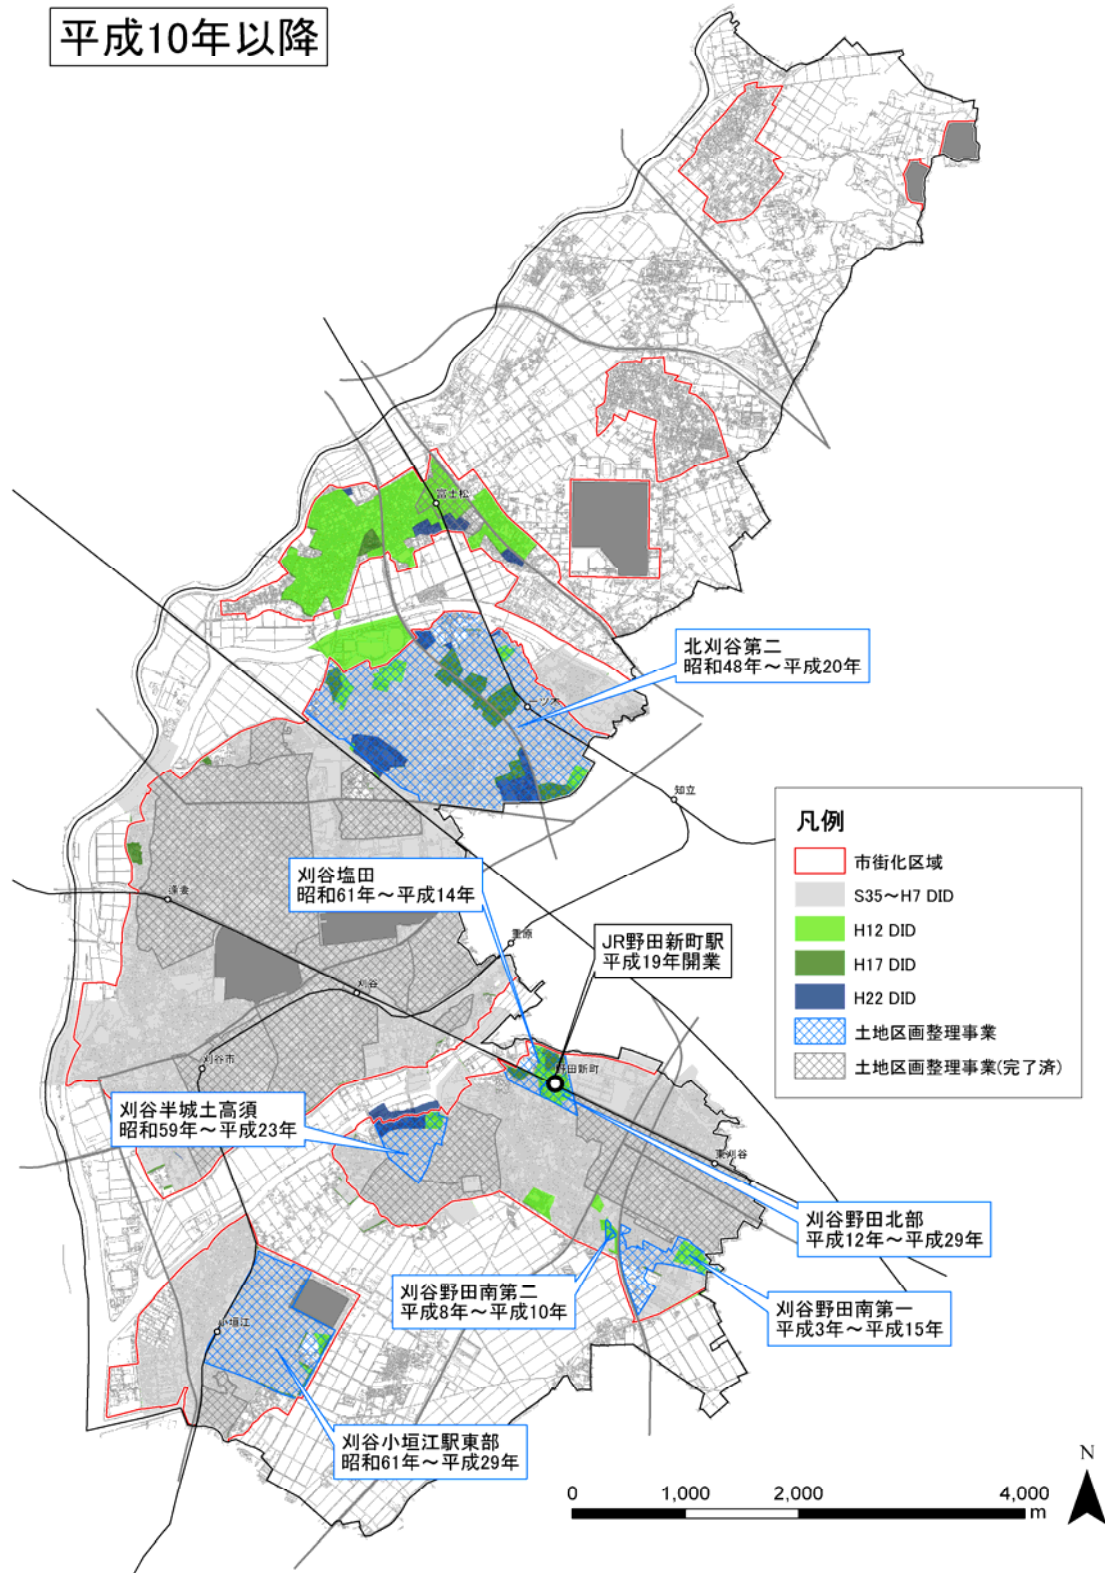 平成10年以降
富士松
北刈谷第二
昭和48年～平成20年
一ツ木
知立
凡例
市街化区域
S35～H7 DID
H12 DID
H17 DID
H22 DID
土地区画整理事業
土地区画整理事業(完了済)
刈谷塩田
昭和61年～平成14年
逢妻
重原
JR野田新町駅
平成19年開業
刈谷
刈谷市
野田新町
刈谷半城土高須
昭和59年～平成23年
東刈谷
刈谷野田北部
平成12年～平成29年
刈谷野田南第二
平成8年～平成10年
刈谷野田南第一
平成3年～平成15年
小垣江
刈谷小垣江駅東部
昭和61年～平成29年
N
0 1,000 2,000 4,000
m